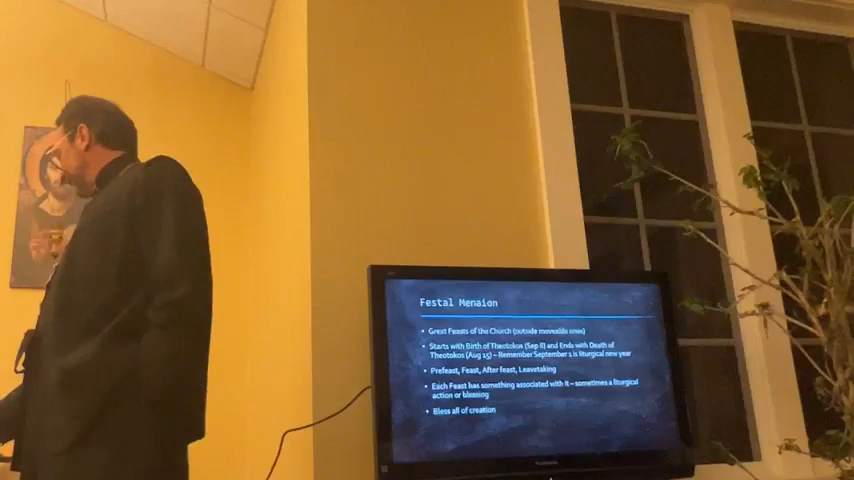 Festal Menaion
• Great Feasts of the Church (outside moveable ones)
• Starts with Birth of Theotokos (Sep 8) and Ends with Death of
Theotokos (Aug 15) – Remember September 1 is liturgical new year
• Prefeast, Feast, After feast, Leavetaking
• Each Feast has something associated with it – sometimes a liturgical
action or blessing
• Bless all of creation